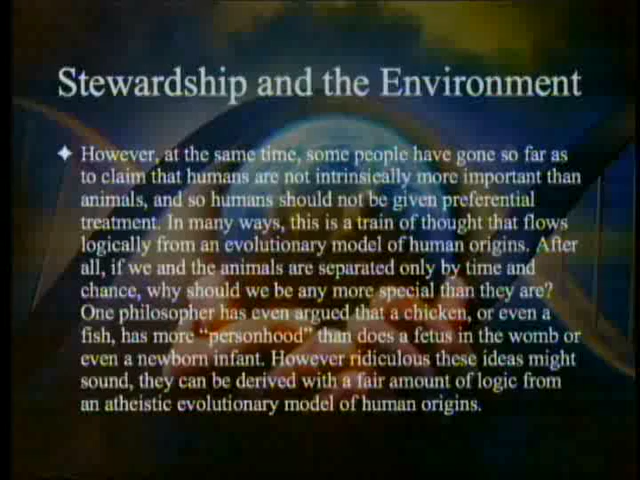 Stewardship and the Environment
However, at the same time, some people have gone so far as
to claim that humans are not intrinsically more important than
animals, and so humans should not be given preferential
treatment. In many ways, this is a train of thought that flows
logically from an evolutionary model of human origins. After
all, if we and the animals are separated only by time and
chance, why should we be any more special than they are?
One philosopher has even argued that a chicken, or even a
fish, has more “personhood” than does a fetus in the womb or
even a newborn infant. However ridiculous these ideas might
sound, they can be derived with a fair amount of logic from
an atheistic evolutionary model of human origins.